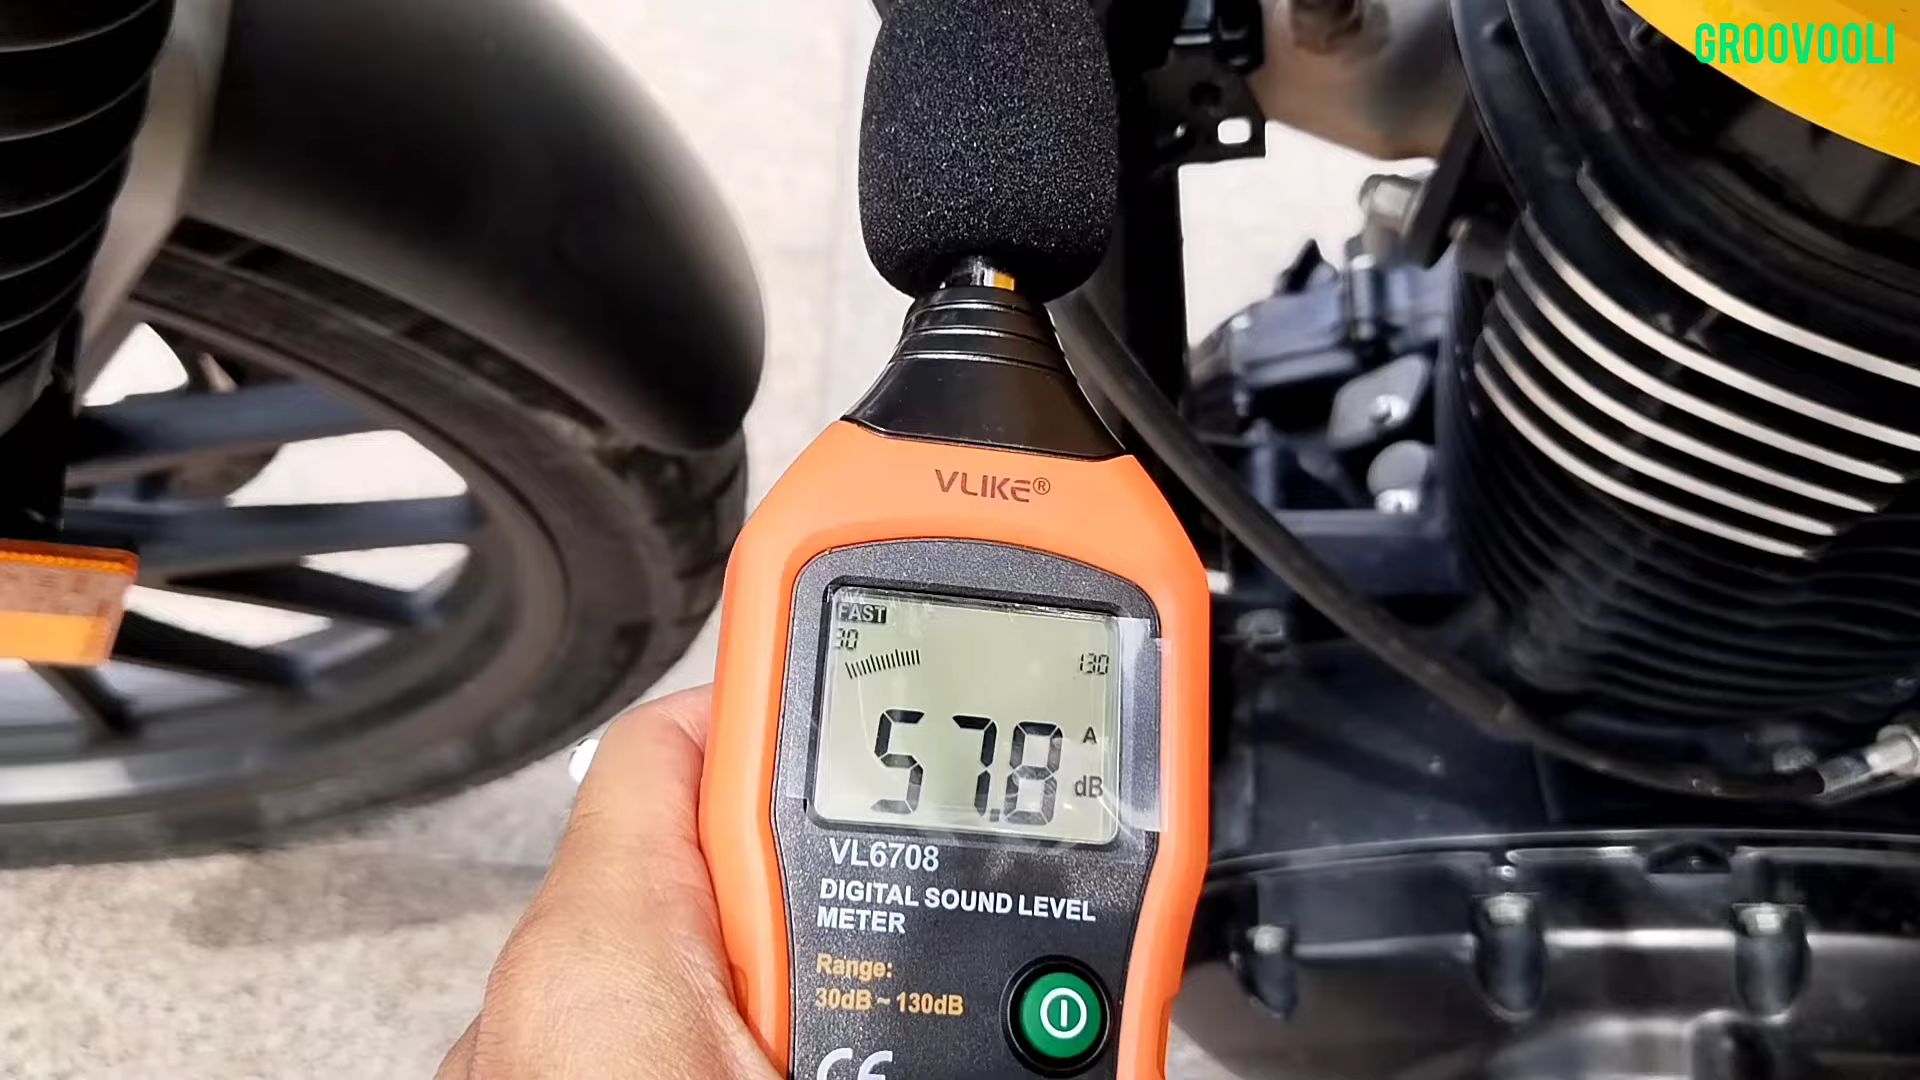 GROOVOOLI
VLIKE®
FAST
30
130
57.8
A
dB
VL6708
DIGITAL SOUND LEVEL
METER
Range:
30dB ~ 130dB
CE